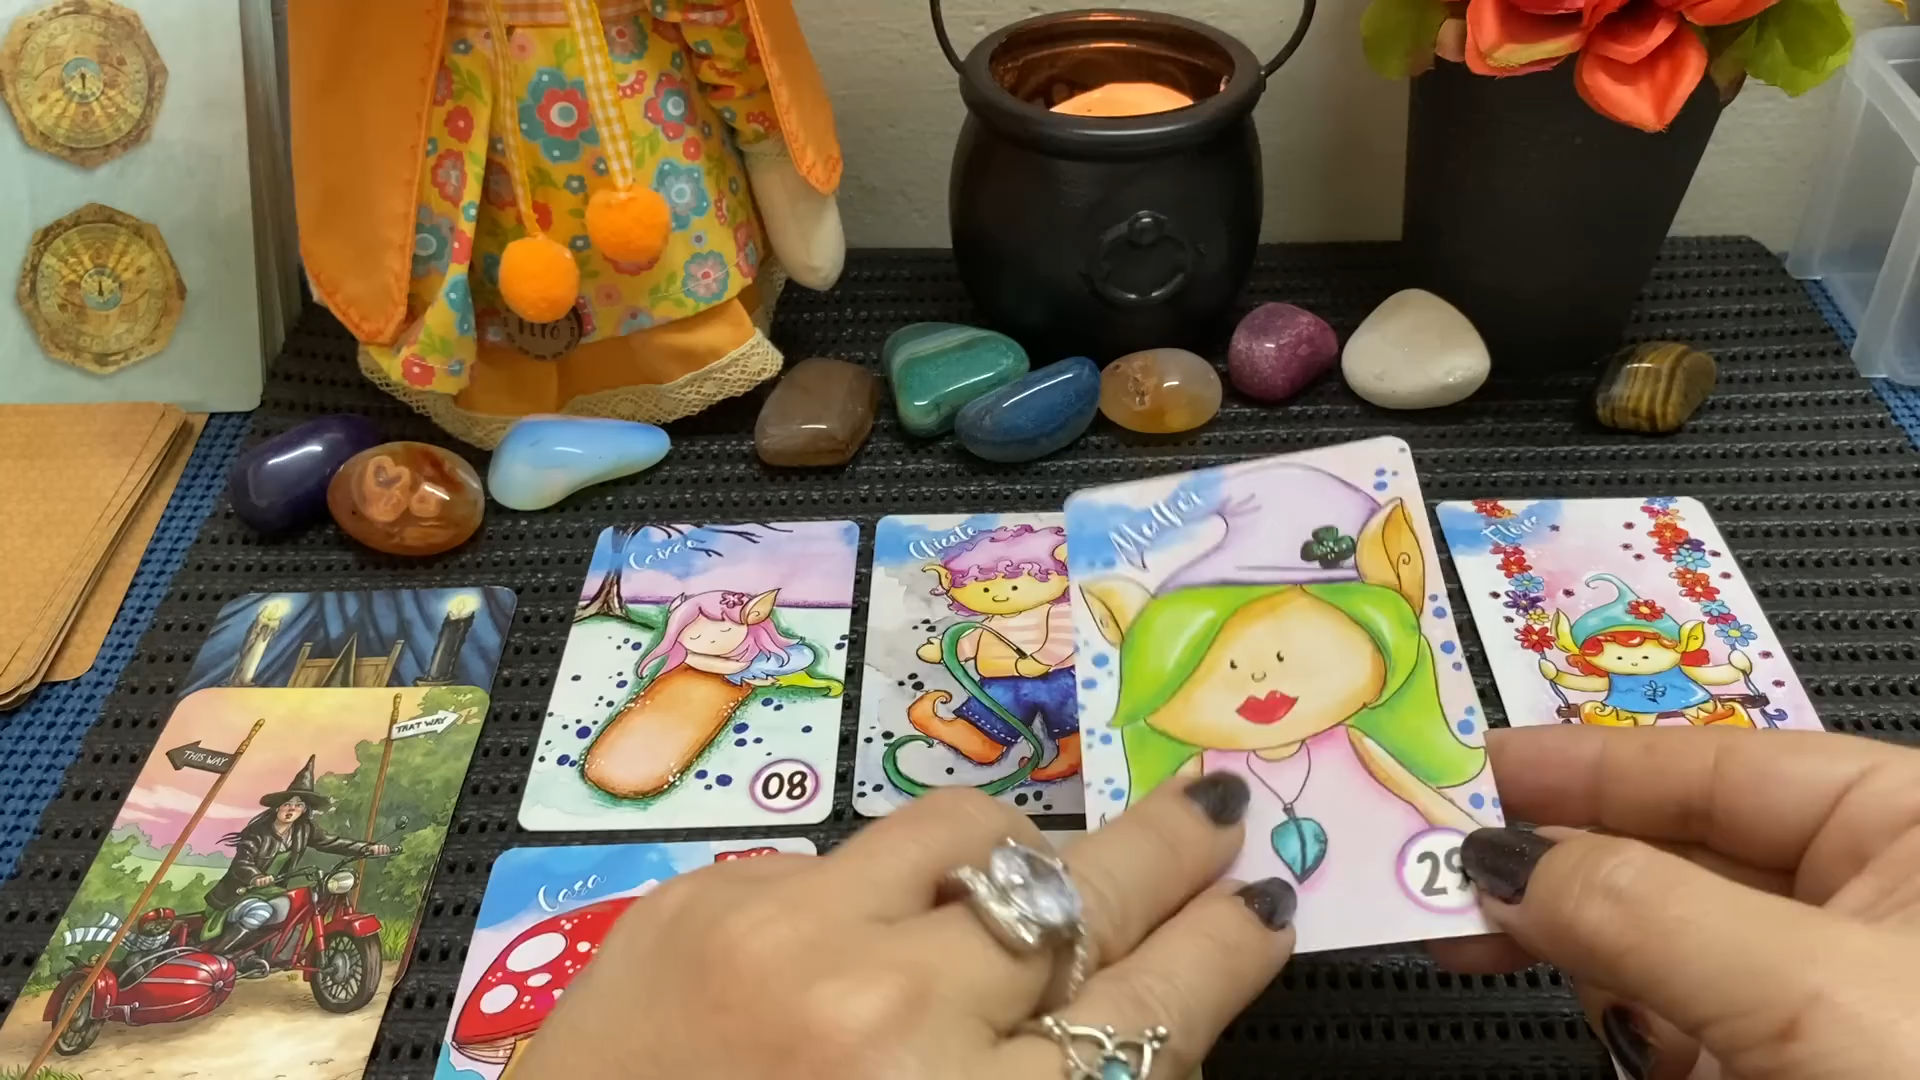 Caixão
08
Chicote
Mulher
29
Flores
Casa
THIS WAY
THAT WAY